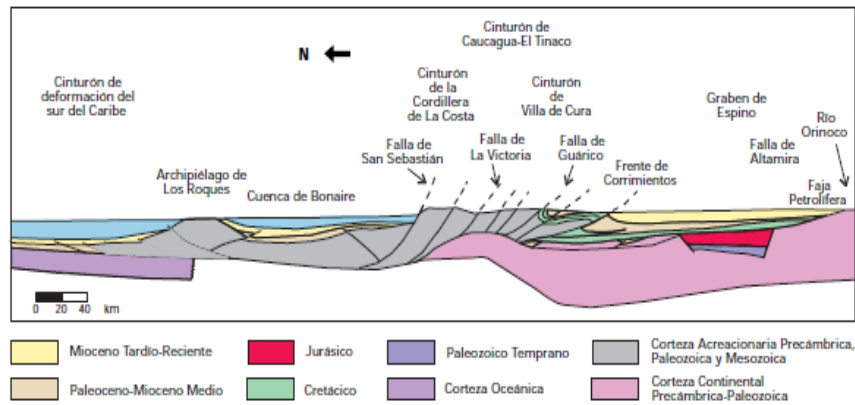 Cinturón de
Caucagua-El Tinaco
N
Cinturón de
deformación del
sur del Caribe
Cinturón
de la
Cordillera
de La Costa
Cinturón
de
Villa de Cura
Graben de
Espino
Río
Orinoco
Falla de
San Sebastián
Falla de
La Victoria
Falla de
Guárico
Falla de
Altamira
Archipiélago de
Los Roques
Cuenca de Bonaire
Frente de
Corrimientos
Faja
Petrolífera
0 20 40
km
Mioceno Tardío-Reciente
Jurásico
Paleozoico Temprano
Corteza Acreacionaria Precámbrica,
Paleozoica y Mesozoica
Paleoceno-Mioceno Medio
Cretácico
Corteza Oceánica
Corteza Continental
Precámbrica-Paleozoica